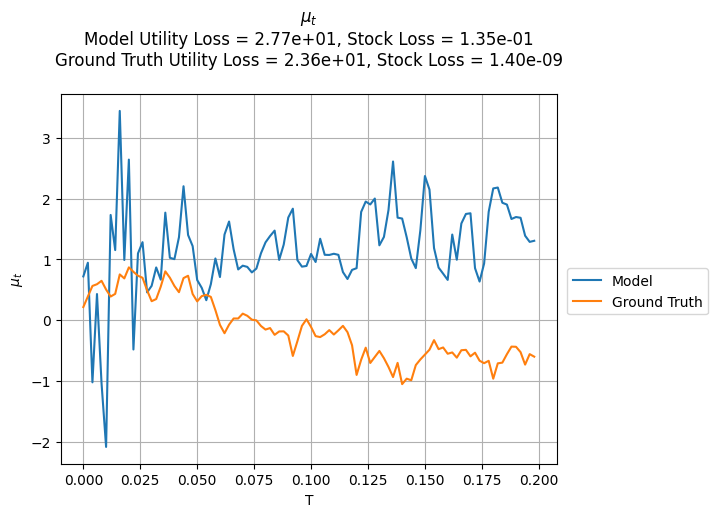 μt
Model Utility Loss = 2.77e+01, Stock Loss = 1.35e-01
Ground Truth Utility Loss = 2.36e+01, Stock Loss = 1.40e-09
3
2
1
0
−1
−2
μt
0.000 0.025 0.050 0.075 0.100 0.125 0.150 0.175 0.200
T
Model
Ground Truth